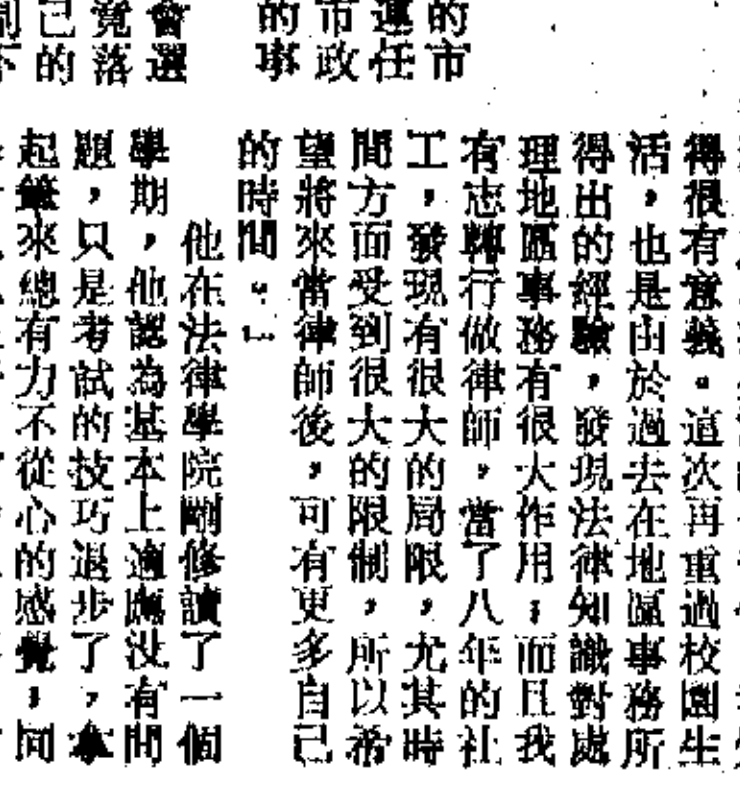 的市
運任
市政
的事
會選
覺落
己的
得很有意義。這次再重過校園生
活，也是由於過去在地區事務所
得出的經驗，發現法律知識對處
理地區事務有很大作用；而且我
有志轉行做律師，當了八年的社
工，發現有很大的局限，尤其時
間方面受到很大的限制，所以希
望將來當律師後，可有更多自己
的時間。」
他在法律學院剛修讀了一個
學期，他認為基本上適應沒有問
題，只是考試的技巧退步了，拿
起筆來總有力不從心的感覺；同